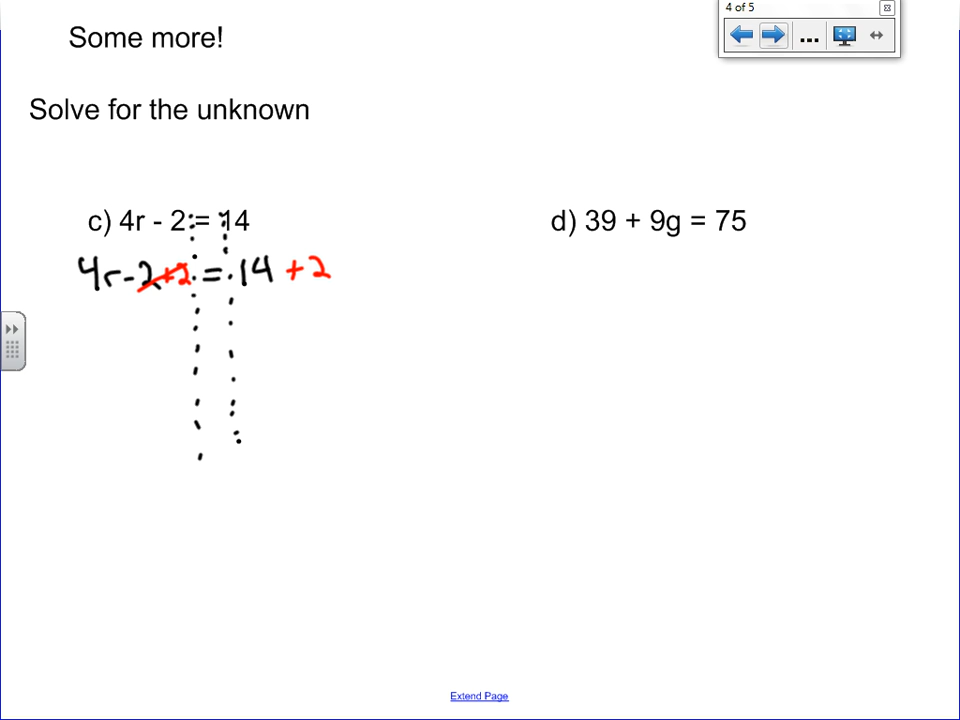 4 of 5
Some more!
Solve for the unknown
c) 4r - 2 = 14
d) 39 + 9g = 75
4r-2+2 = 14 +2
Extend Page